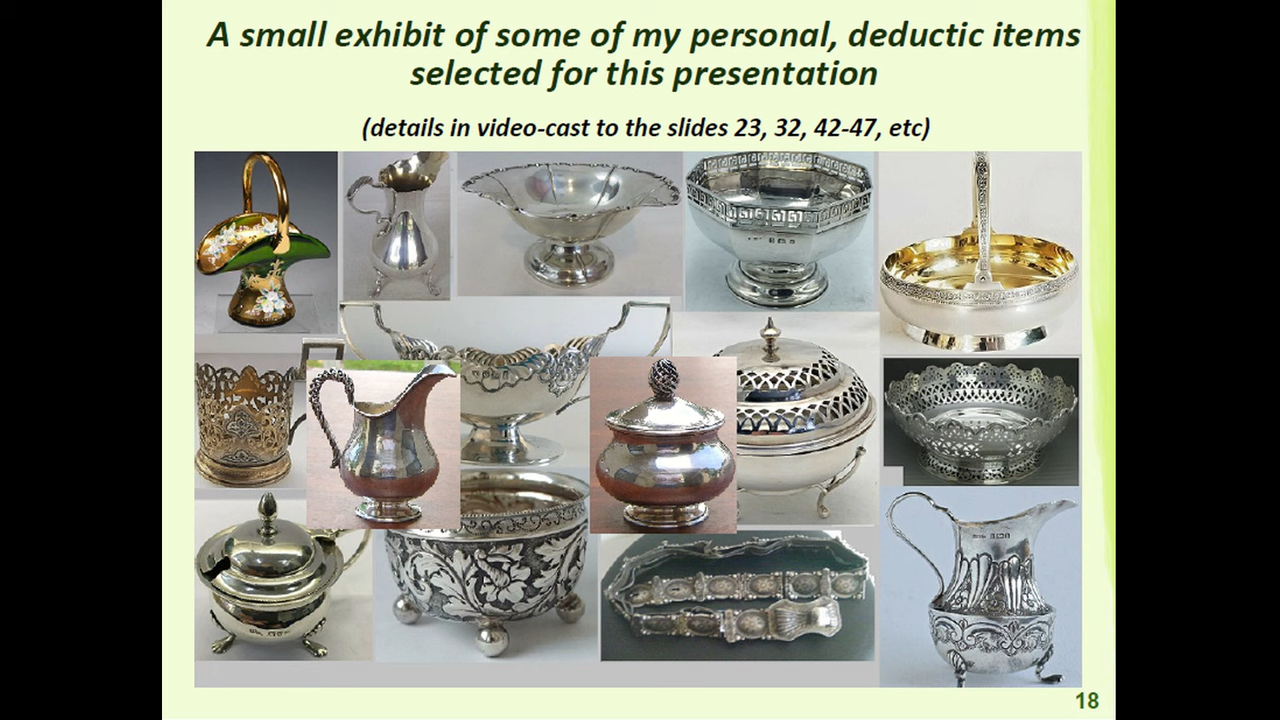 A small exhibit of some of my personal, deductic items
selected for this presentation
(details in video-cast to the slides 23, 32, 42-47, etc)
18